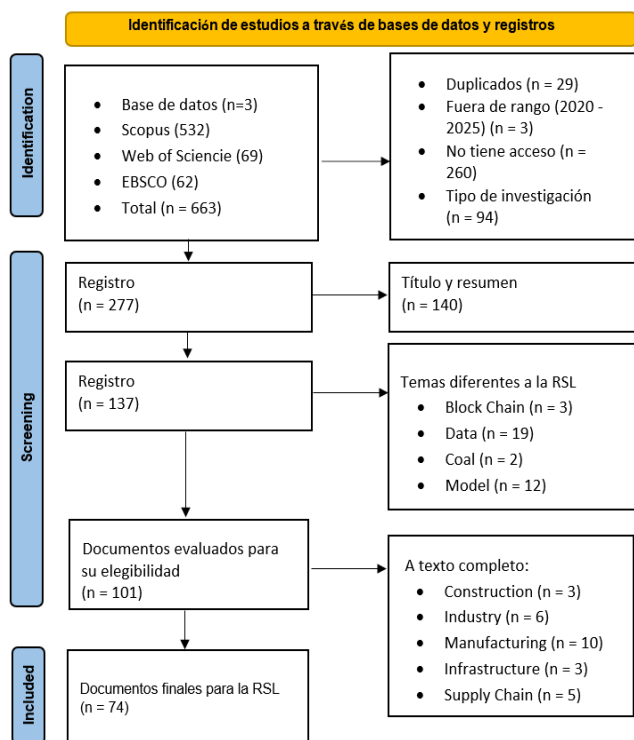 Identificación de estudios a través de bases de datos y registros
Identification
• Base de datos (n=3)
• Scopus (532)
• Web of Sciencie (69)
• EBSCO (62)
• Total (n = 663)
• Duplicados (n = 29)
• Fuera de rango (2020 -
2025) (n = 3)
• No tiene acceso (n =
260)
• Tipo de investigación
(n = 94)
Screening
Registro
(n = 277)
Título y resumen
(n = 140)
Registro
(n = 137)
Temas diferentes a la RSL
• Block Chain (n = 3)
• Data (n = 19)
• Coal (n = 2)
• Model (n = 12)
Documentos evaluados para
su elegibilidad
(n = 101)
A texto completo:
• Construction (n = 3)
• Industry (n = 6)
• Manufacturing (n = 10)
• Infrastructure (n = 3)
• Supply Chain (n = 5)
Included
Documentos finales para la RSL
(n = 74)